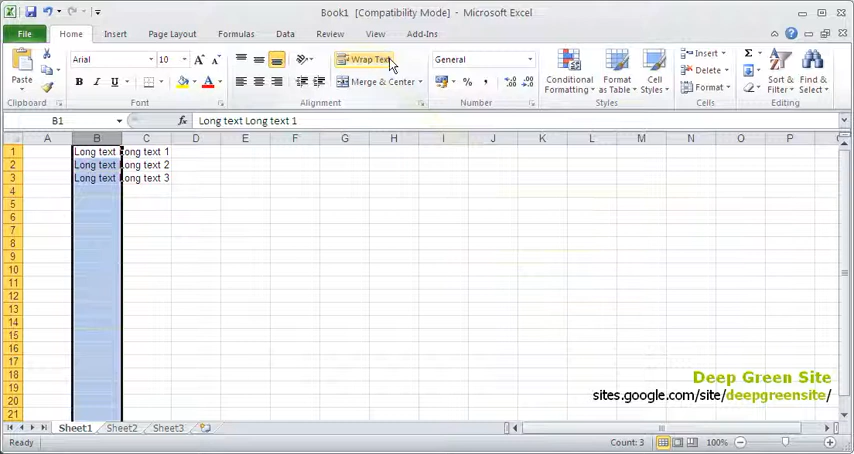 Book1 [Compatibility Mode] - Microsoft Excel
File Home Insert Page Layout Formulas Data Review View Add-Ins
Arial 10 Wrap Text General Insert Σ
Paste B I U Merge & Center $ % , Conditional Formatting Format as Table Cell Styles Delete Format Sort & Filter Find & Select
Clipboard Font Alignment Number Styles Cells Editing
B1 fx Long text Long text 1
A B C D E F G H I J K L M N O P
1 Long text Long text 1
2 Long text Long text 2
3 Long text Long text 3
4
5
6
7
8
9
10
11
12
13
14
15
16
17
18
19
20
21
Deep Green Site
sites.google.com/site/deepgreensite/
Sheet1 Sheet2 Sheet3
Ready Count: 3 100%